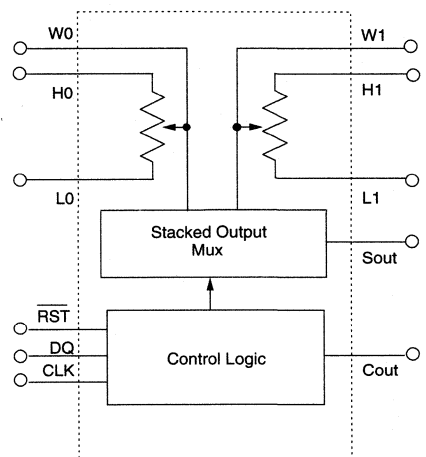 W0
W1
H0
H1
L0
L1
Stacked Output
Mux
Sout
RST
DQ
CLK
Control Logic
Cout